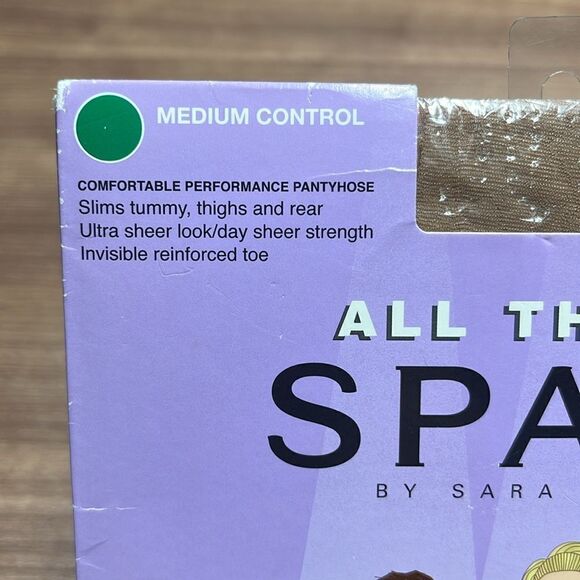 MEDIUM CONTROL
COMFORTABLE PERFORMANCE PANTYHOSE
Slims tummy, thighs and rear
Ultra sheer look/day sheer strength
Invisible reinforced toe
ALL TH
SPA
BY SARA